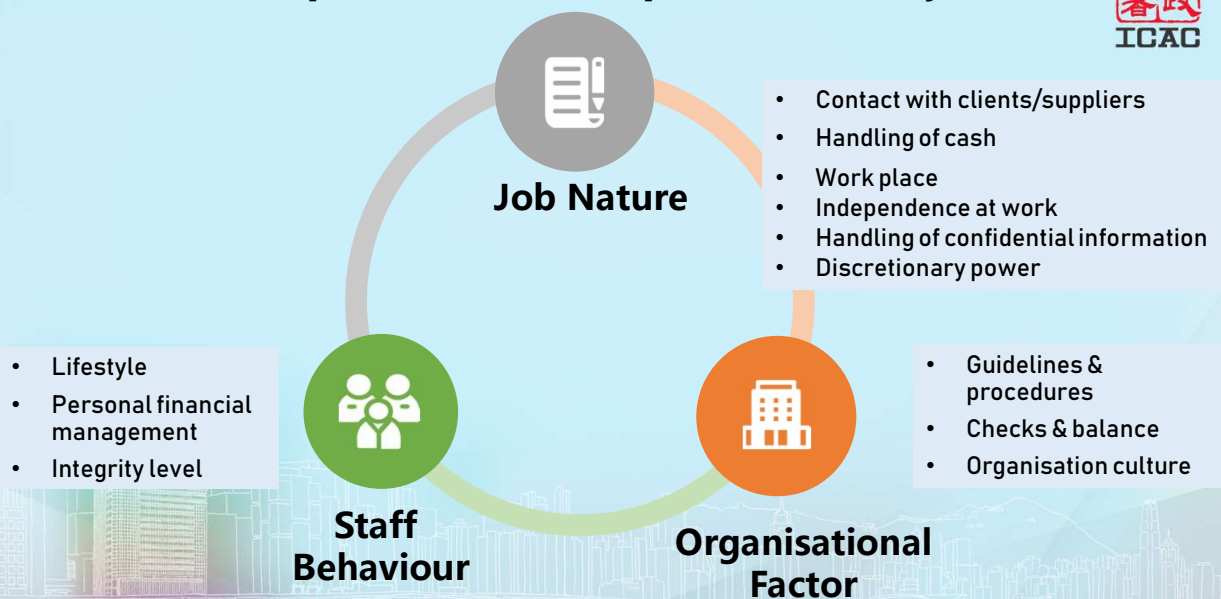 ICAC
Job Nature
• Contact with clients/suppliers
• Handling of cash
• Work place
• Independence at work
• Handling of confidential information
• Discretionary power
• Lifestyle
• Personal financial
management
• Integrity level
Staff
Behaviour
• Guidelines &
procedures
• Checks & balance
• Organisation culture
Organisational
Factor